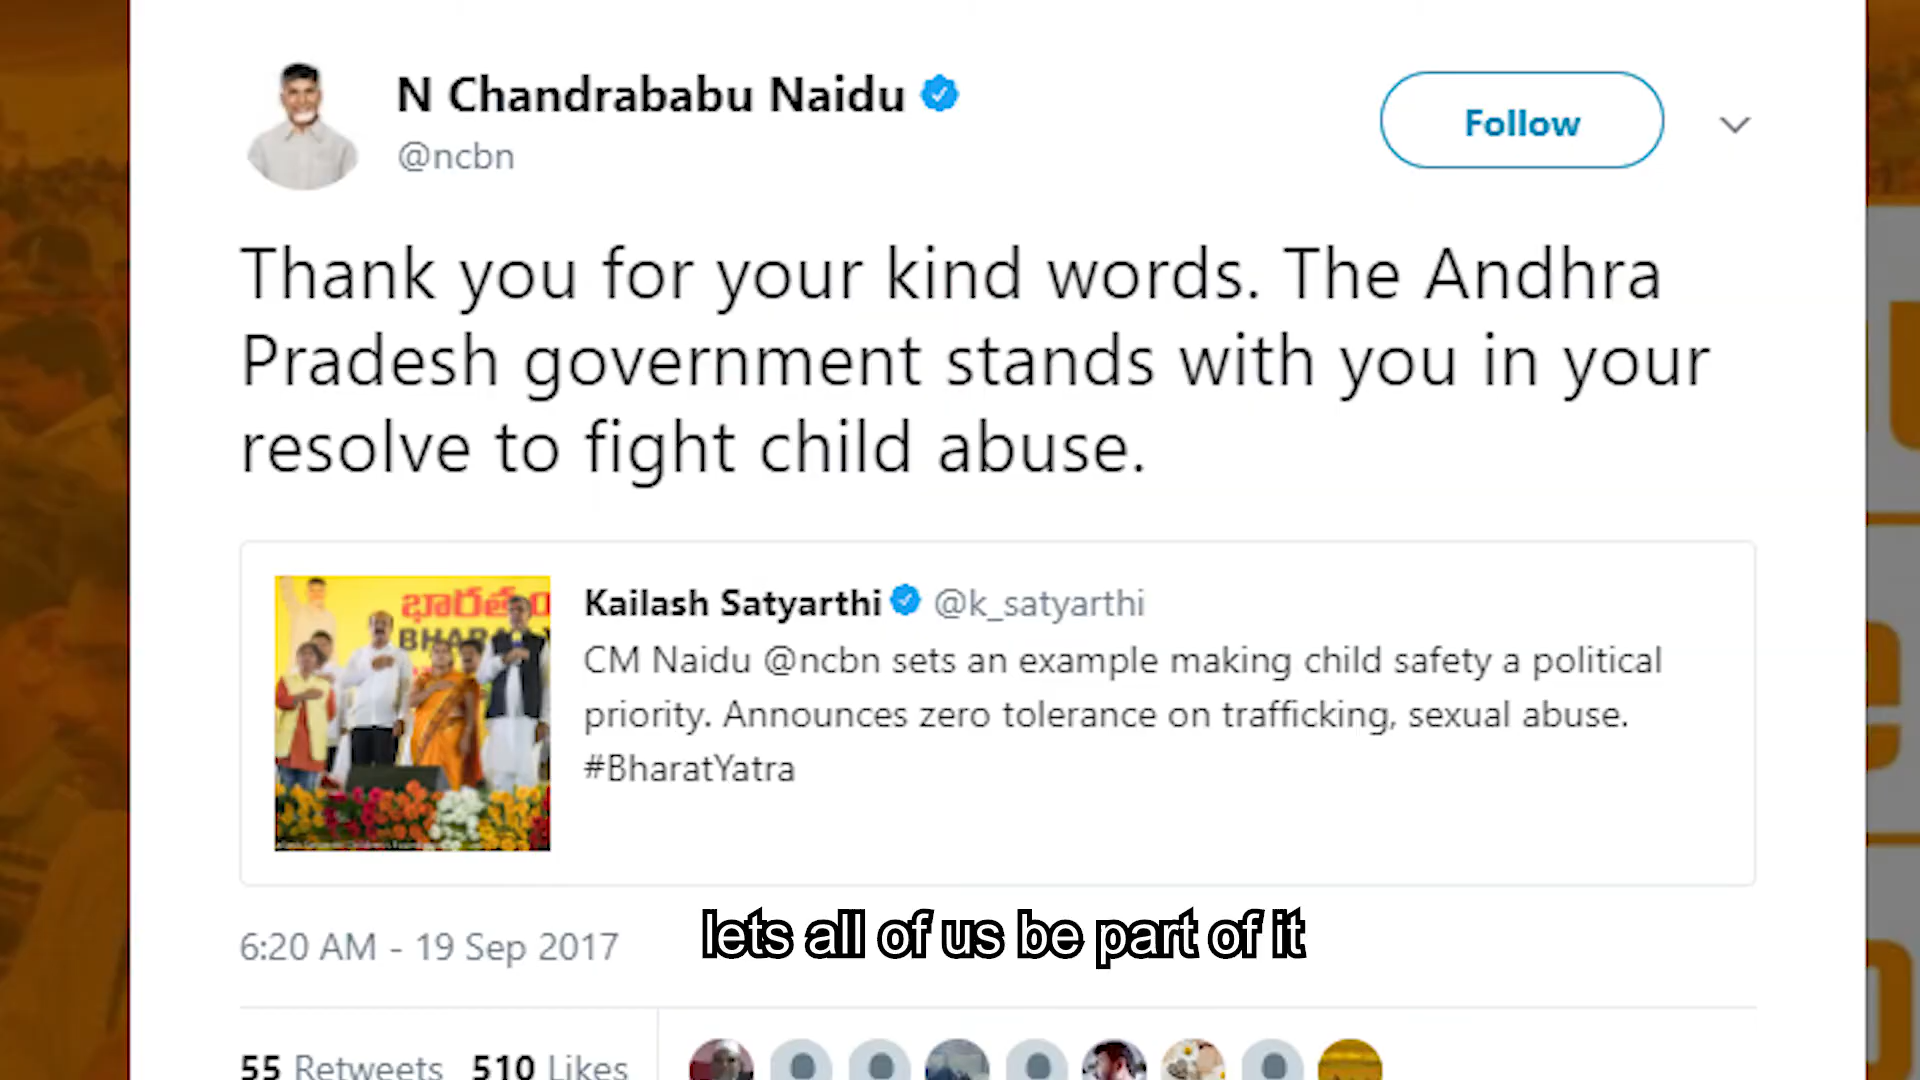 N Chandrababu Naidu
@ncbn
Follow
Thank you for your kind words. The Andhra
Pradesh government stands with you in your
resolve to fight child abuse.
Kailash Satyarthi @k_satyarthi
CM Naidu @ncbn sets an example making child safety a political
priority. Announces zero tolerance on trafficking, sexual abuse.
#BharatYatra
lets all of us be part of it
6:20 AM - 19 Sep 2017
55 Retweets 510 Likes